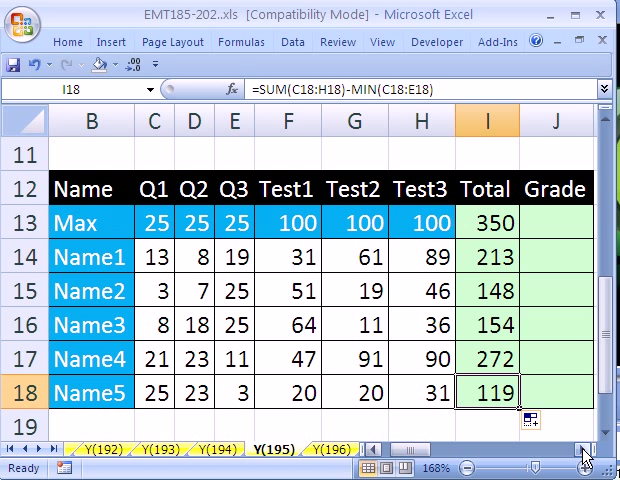 EMT185-202..xls [Compatibility Mode] - Microsoft Excel
Home Insert Page Layout Formulas Data Review View Developer Add-Ins
I18 fx =SUM(C18:H18)-MIN(C18:E18)
B C D E F G H I J
11
12 Name Q1 Q2 Q3 Test1 Test2 Test3 Total Grade
13 Max 25 25 25 100 100 100 350
14 Name1 13 8 19 31 61 89 213
15 Name2 3 7 25 51 19 46 148
16 Name3 8 18 25 64 11 36 154
17 Name4 21 23 11 47 91 90 272
18 Name5 25 23 3 20 20 31 119
19
Y(192) Y(193) Y(194) Y(195) Y(196)
Ready 168%